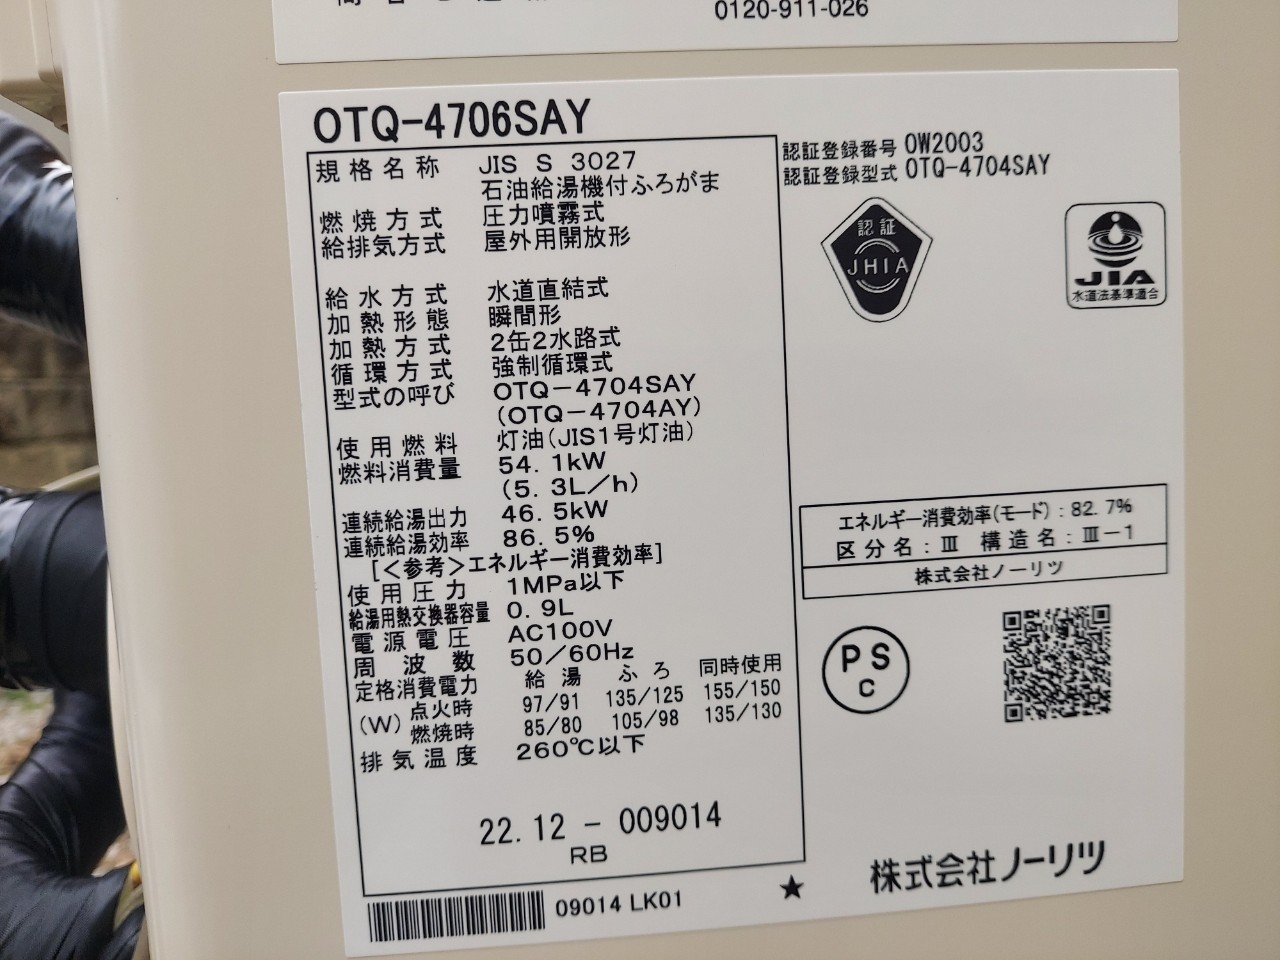 0120-911-026
OTQ-4706SAY
規格名称 JIS S 3027
石油給湯機付ふろがま
燃焼方式 圧力噴霧式
給排気方式 屋外用開放形
給水方式 水道直結式
加熱形態 瞬間形
加熱方式 2缶2水路式
循環方式 強制循環式
型式の呼び OTQ-4704SAY
(OTQ-4704AY)
使用燃料 灯油(JIS1号灯油)
燃料消費量 54.1kW
(5.3L/h)
連続給湯出力 46.5kW
連続給湯効率 86.5%
[<参考>エネルギー消費効率]
使用圧力 1MPa以下
給湯用熱交換器容量 0.9L
電源電圧 AC100V
周波数 50/60Hz
定格消費電力 給湯 ふろ 同時使用
(W) 点火時 97/91 135/125 155/150
燃焼時 85/80 105/98 135/130
排気温度 260℃以下
22.12 - 009014
RB
09014 LK01
★
認証登録番号 OW2003
認証登録型式 OTQ-4704SAY
認証
JHIA
JIA
水道法基準適合
エネルギー消費効率(モード):82.7%
区分名:Ⅲ 構造名:Ⅲ-1
株式会社ノーリツ
PS
C
株式会社ノーリツ